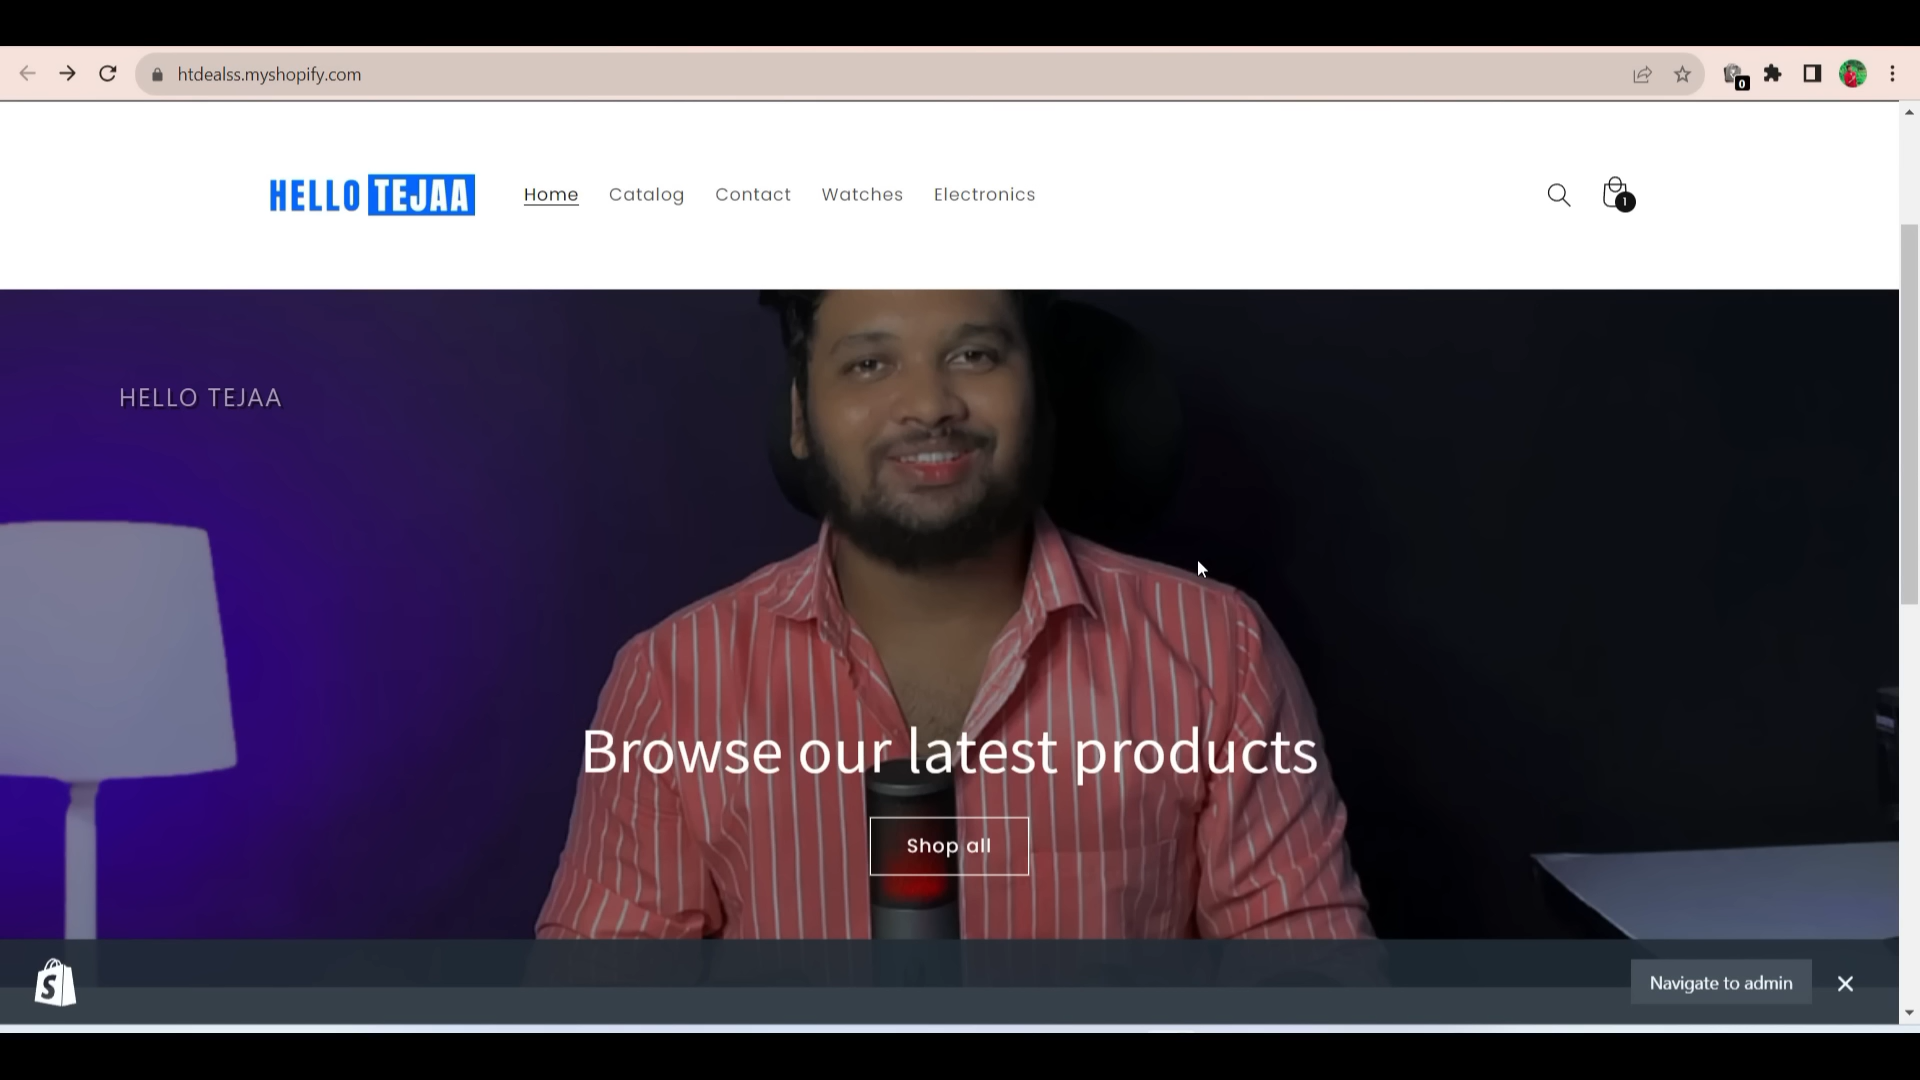 htdealss.myshopify.com
0
HELLO TEJAA
Home
Catalog
Contact
Watches
Electronics
1
HELLO TEJAA
Browse our latest products
Shop all
S
Navigate to admin